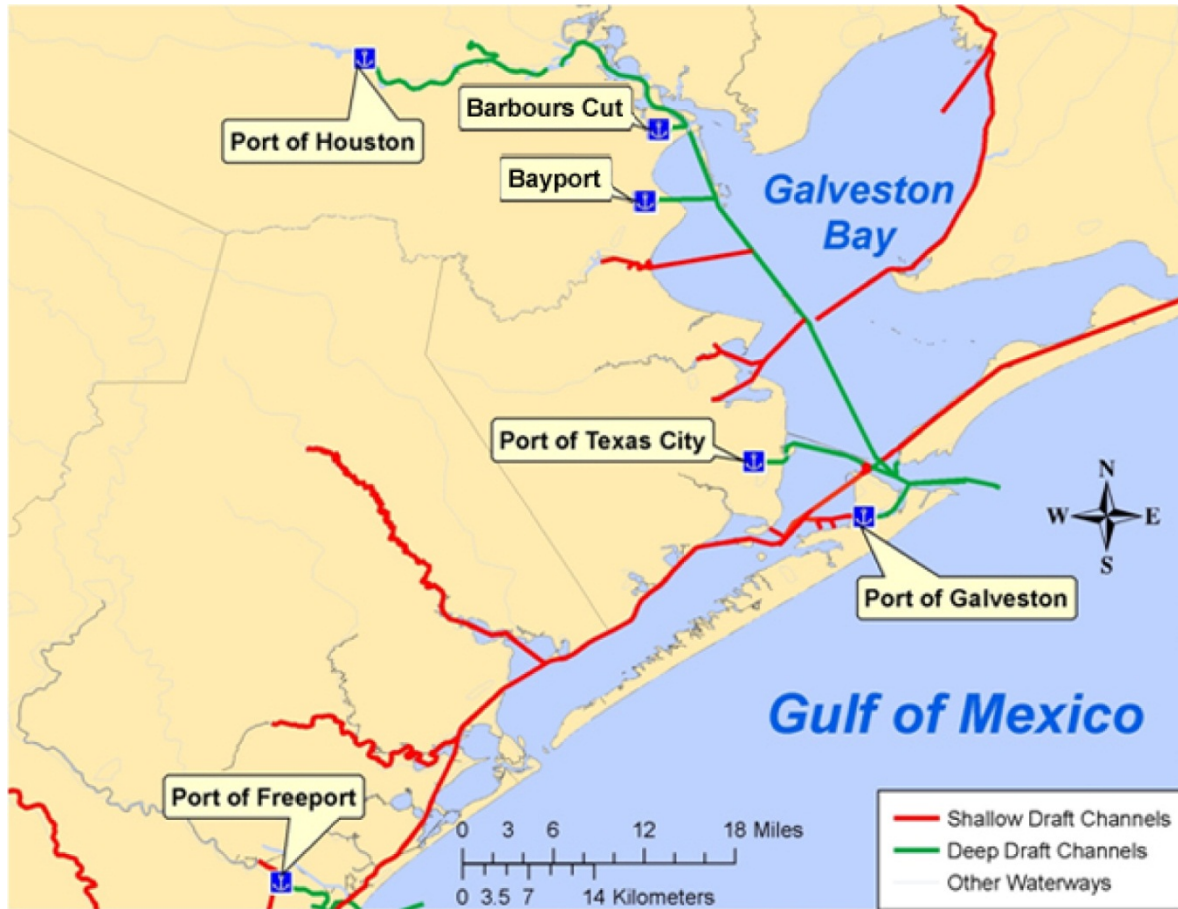 Barbours Cut
Port of Houston
Bayport
Galveston
Bay
Port of Texas City
N
W E
S
Port of Galveston
Gulf of Mexico
Port of Freeport
0 3 6 12 18 Miles
0 3.5 7 14 Kilometers
Shallow Draft Channels
Deep Draft Channels
Other Waterways